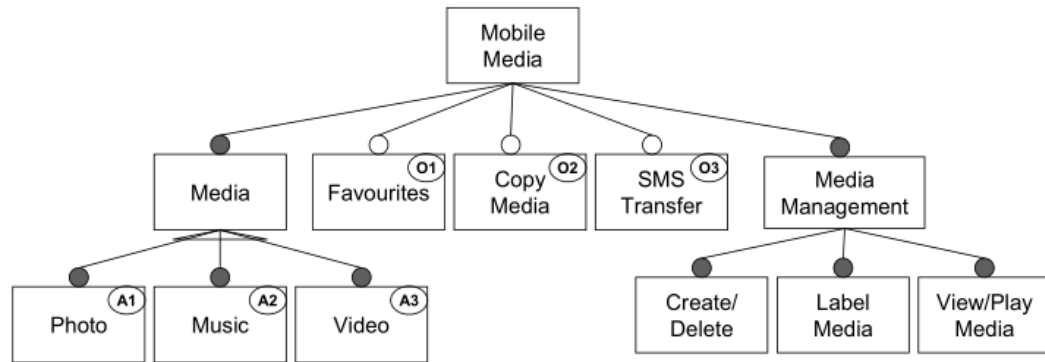 Mobile
Media
Media
O1
Favourites
O2
Copy
Media
O3
SMS
Transfer
Media
Management
A1
Photo
A2
Music
A3
Video
Create/
Delete
Label
Media
View/Play
Media